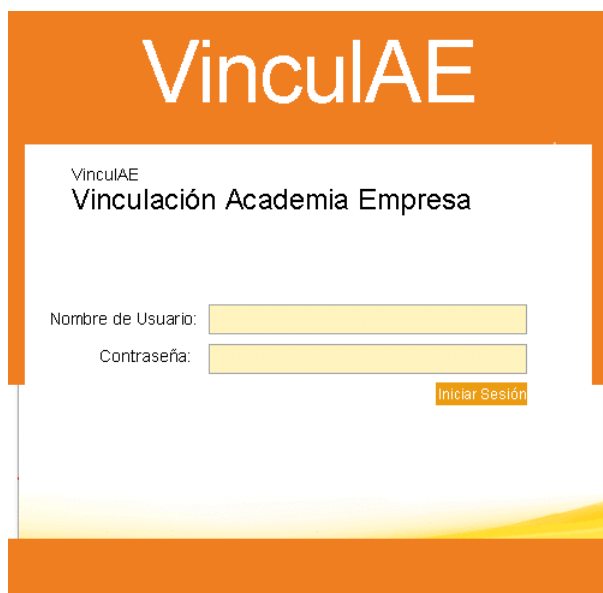 VinculAE
VinculAE
Vinculación Academia Empresa
Nombre de Usuario:
Contraseña:
Iniciar Sesión